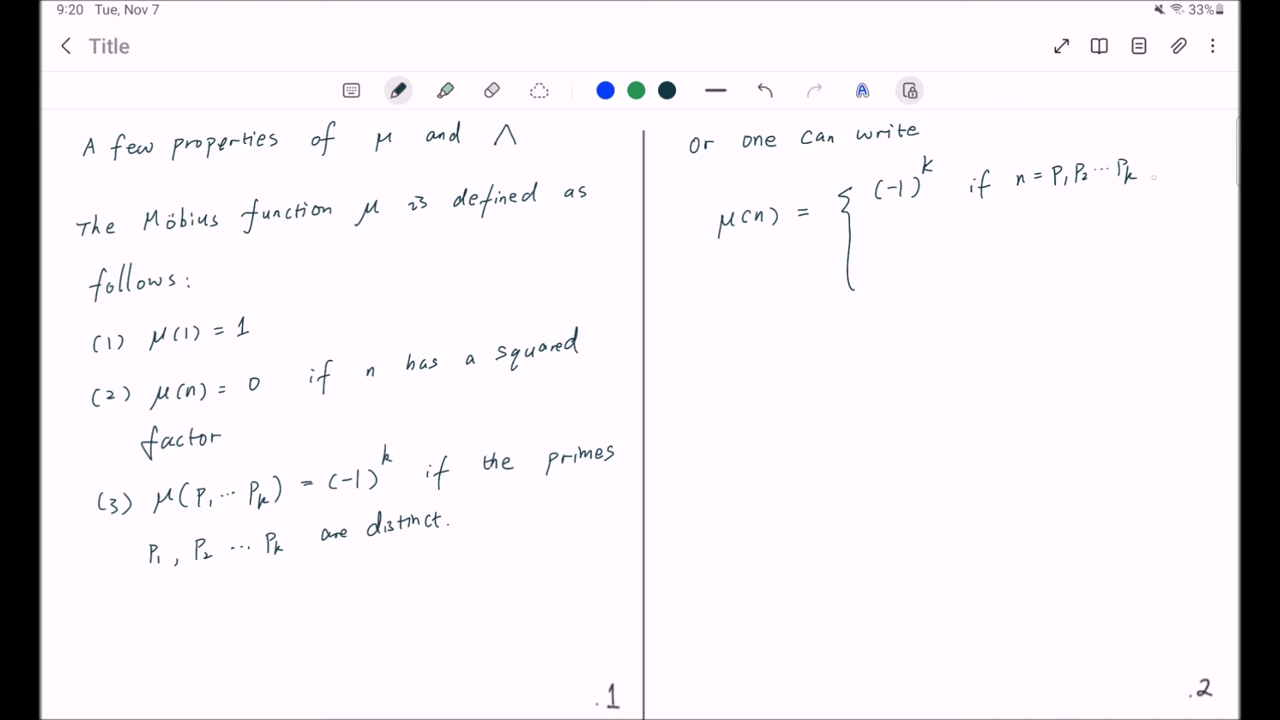 9:20 Tue, Nov 7
33%
Title
A few properties of μ and Λ
The Möbius function μ is defined as
follows:
(1) μ(1) = 1
(2) μ(n) = 0 if n has a squared
factor
(3) μ(P₁ ... Pₖ) = (-1)ᵏ if the primes
P₁, P₂ ... Pₖ are distinct.
.1
Or one can write
μ(n) = { (-1)ᵏ if n = P₁ P₂ ... Pₖ
.2